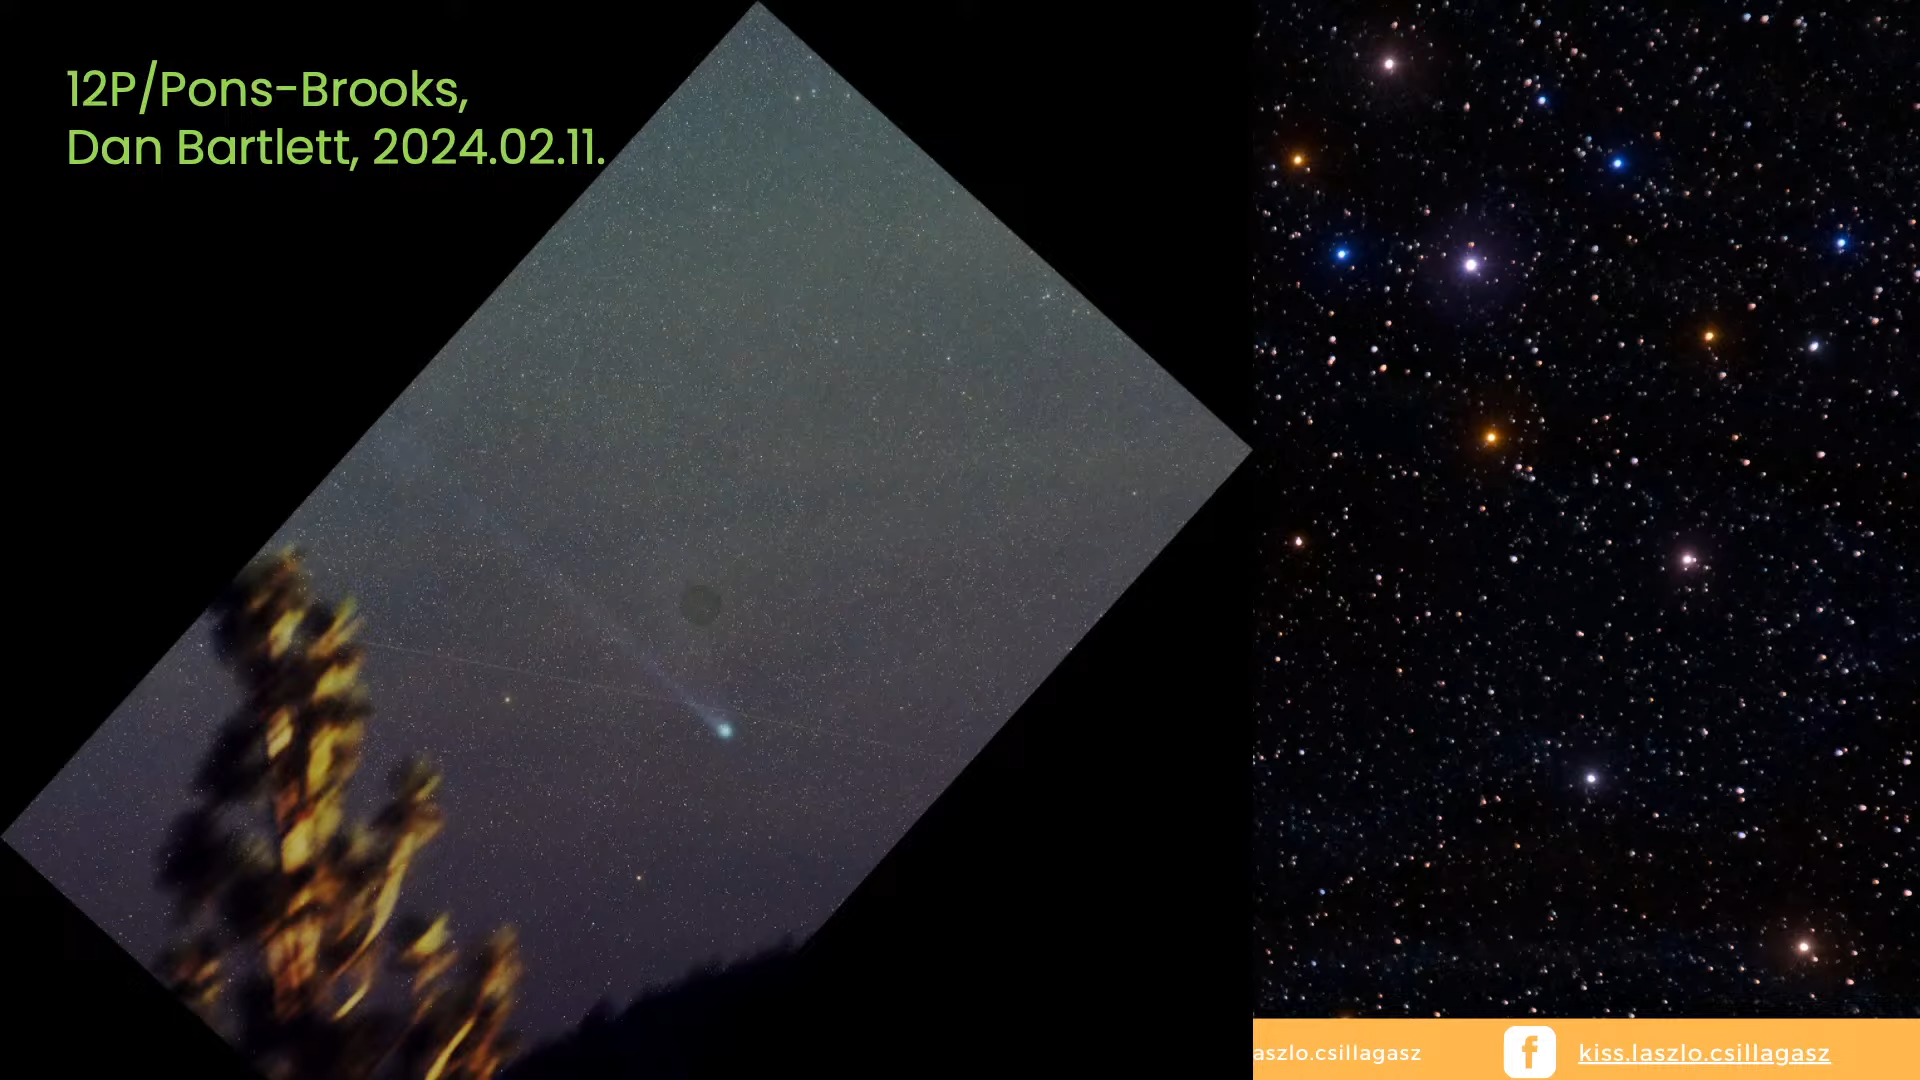 12P/Pons-Brooks,
Dan Bartlett, 2024.02.11.
aszlo.csillagasz
kiss.laszlo.csillagasz